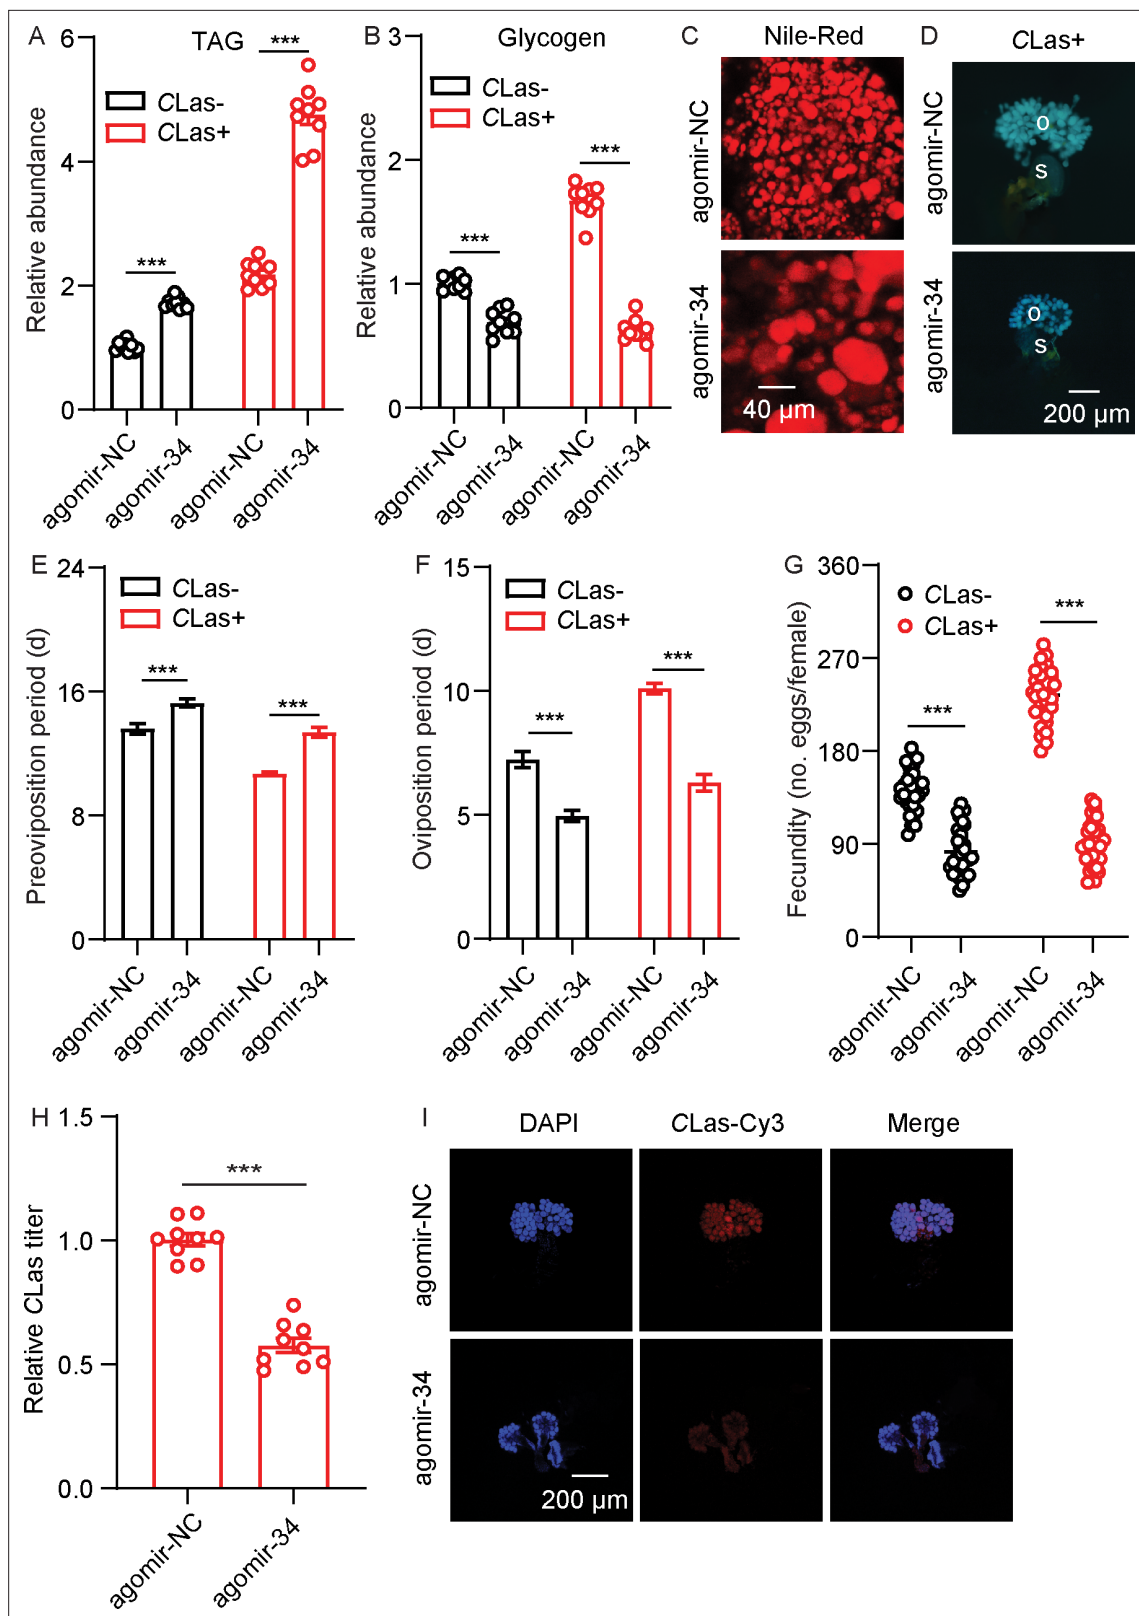 A
TAG
6
4
2
0
Relative abundance
CLas-
CLas+
***
***
agomir-NC
agomir-34
agomir-NC
agomir-34
B
Glycogen
3
2
1
0
Relative abundance
CLas-
CLas+
***
***
agomir-NC
agomir-34
agomir-NC
agomir-34
C
Nile-Red
agomir-NC
agomir-34
40 µm
D
CLas+
agomir-NC
agomir-34
o
s
o
s
200 µm
E
24
16
8
0
Preoviposition period (d)
CLas-
CLas+
***
***
agomir-NC
agomir-34
agomir-NC
agomir-34
F
15
10
5
0
Oviposition period (d)
CLas-
CLas+
***
***
agomir-NC
agomir-34
agomir-NC
agomir-34
G
360
270
180
90
0
Fecundity (no. eggs/female)
CLas-
CLas+
***
***
agomir-NC
agomir-34
agomir-NC
agomir-34
H
1.5
1.0
0.5
0.0
Relative CLas titer
***
agomir-NC
agomir-34
I
DAPI
CLas-Cy3
Merge
agomir-NC
agomir-34
200 µm